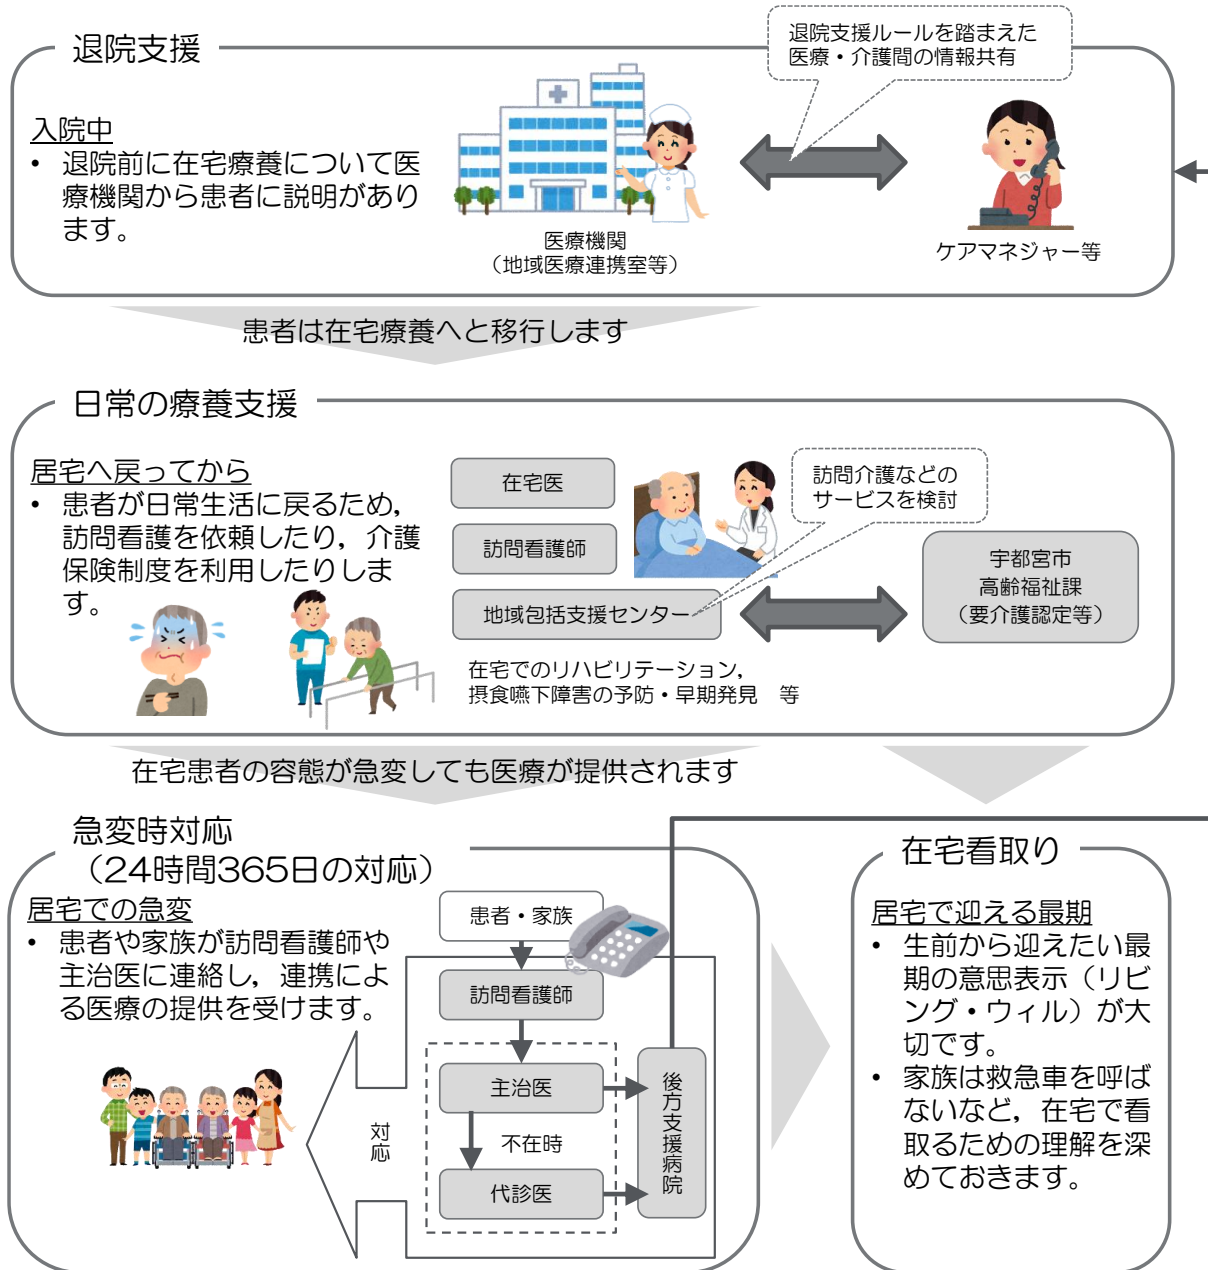 退院支援
退院支援ルールを踏まえた
医療・介護間の情報共有
入院中
• 退院前に在宅療養について医
療機関から患者に説明があり
ます。
医療機関
（地域医療連携室等）
ケアマネジャー等
患者は在宅療養へと移行します
日常の療養支援
居宅へ戻ってから
• 患者が日常生活に戻るため，
訪問看護を依頼したり，介護
保険制度を利用したりしま
す。
在宅医
訪問看護師
地域包括支援センター
訪問介護などの
サービスを検討
宇都宮市
高齢福祉課
（要介護認定等）
在宅でのリハビリテーション，
摂食嚥下障害の予防・早期発見　等
在宅患者の容態が急変しても医療が提供されます
急変時対応
（24時間365日の対応）
居宅での急変
• 患者や家族が訪問看護師や
主治医に連絡し，連携によ
る医療の提供を受けます。
患者・家族
訪問看護師
主治医
不在時
代診医
対応
後方支援病院
在宅看取り
居宅で迎える最期
• 生前から迎えたい最
期の意思表示（リビ
ング・ウィル）が大
切です。
• 家族は救急車を呼ば
ないなど，在宅で看
取るための理解を深
めておきます。